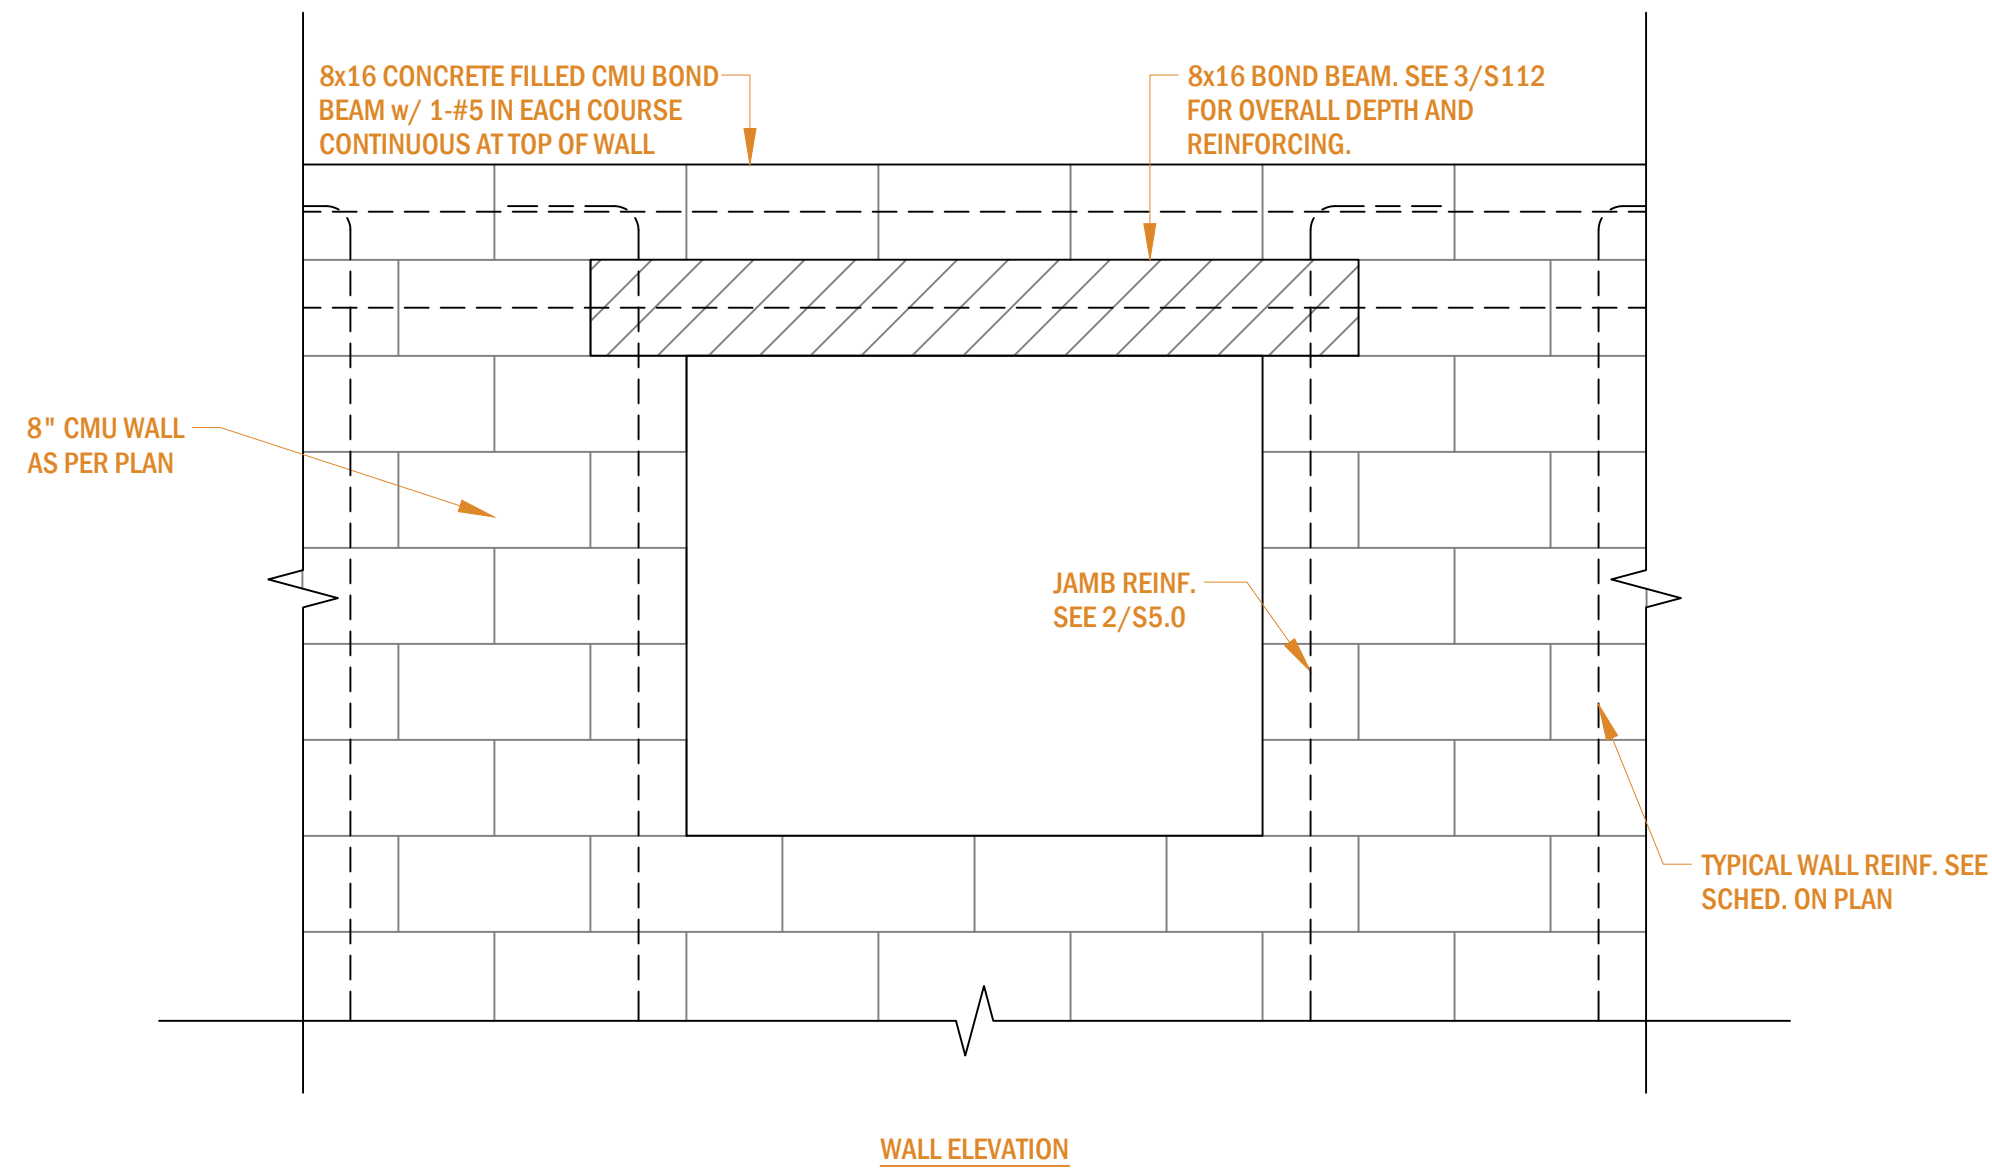 8x16 CONCRETE FILLED CMU BOND
BEAM w/ 1-#5 IN EACH COURSE
CONTINUOUS AT TOP OF WALL
8x16 BOND BEAM. SEE 3/S112
FOR OVERALL DEPTH AND
REINFORCING.
8" CMU WALL
AS PER PLAN
JAMB REINF.
SEE 2/S5.0
TYPICAL WALL REINF. SEE
SCHED. ON PLAN
WALL ELEVATION